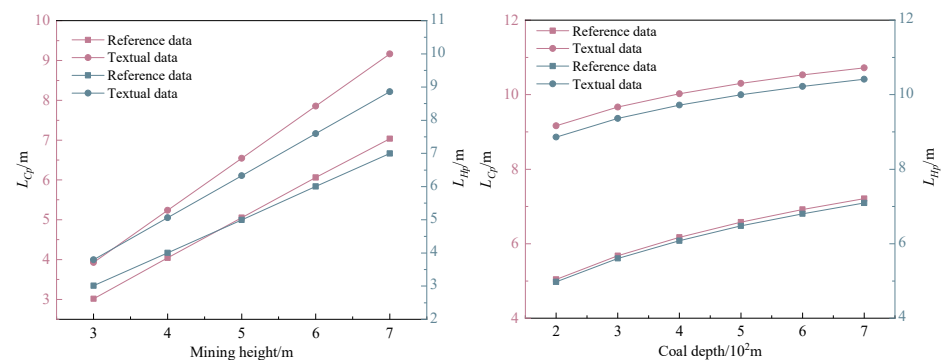 10
9
8
7
6
5
4
3
L_Cp/m
Reference data
Textual data
Reference data
Textual data
11
10
9
8
7
6
5
4
3
2
L_Hp/m
3 4 5 6 7
Mining height/m
12
10
8
6
4
L_Cp/m
Reference data
Textual data
Reference data
Textual data
12
10
8
6
4
L_Hp/m
2 3 4 5 6 7
Coal depth/10²m